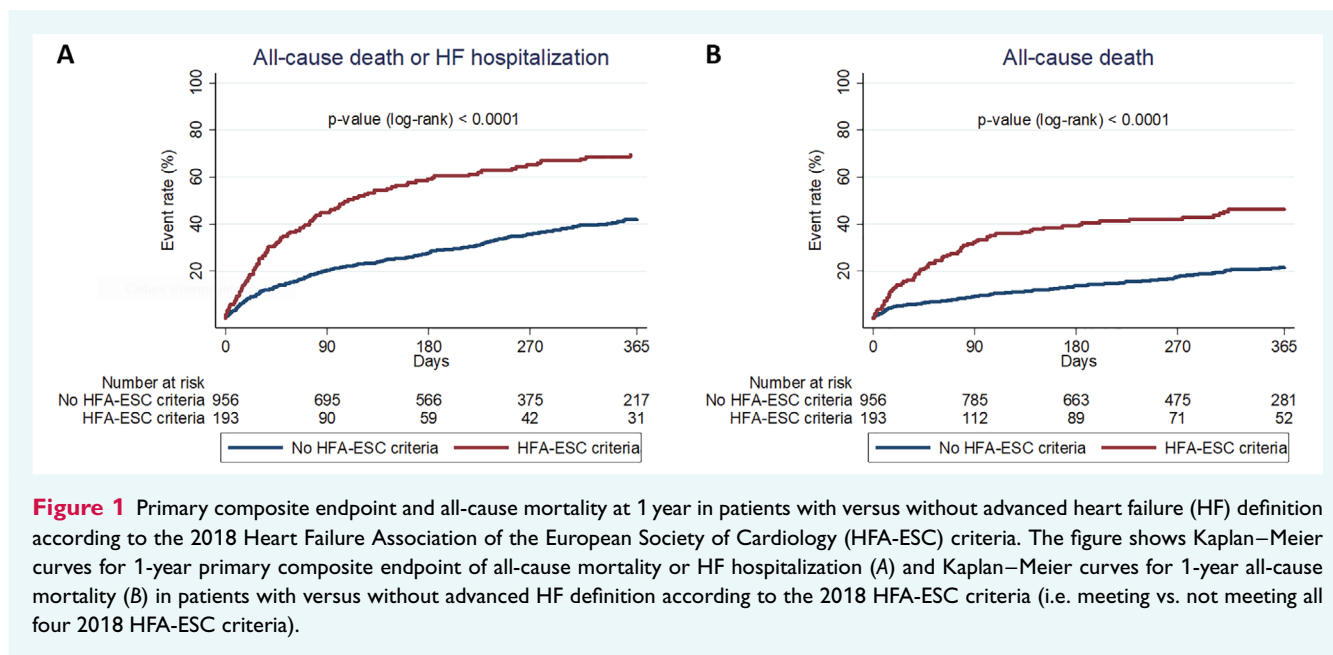 A
All-cause death or HF hospitalization
p-value (log-rank) < 0.0001
Event rate (%)
100
80
60
40
20
0 90 180 270 365
Days
Number at risk
No HFA-ESC criteria 956 695 566 375 217
HFA-ESC criteria 193 90 59 42 31
No HFA-ESC criteria HFA-ESC criteria
B
All-cause death
p-value (log-rank) < 0.0001
Event rate (%)
100
80
60
40
20
0 90 180 270 365
Days
Number at risk
No HFA-ESC criteria 956 785 663 475 281
HFA-ESC criteria 193 112 89 71 52
No HFA-ESC criteria HFA-ESC criteria
Figure 1 Primary composite endpoint and all-cause mortality at 1 year in patients with versus without advanced heart failure (HF) definition
according to the 2018 Heart Failure Association of the European Society of Cardiology (HFA-ESC) criteria. The figure shows Kaplan–Meier
curves for 1-year primary composite endpoint of all-cause mortality or HF hospitalization (A) and Kaplan–Meier curves for 1-year all-cause
mortality (B) in patients with versus without advanced HF definition according to the 2018 HFA-ESC criteria (i.e. meeting vs. not meeting all
four 2018 HFA-ESC criteria).